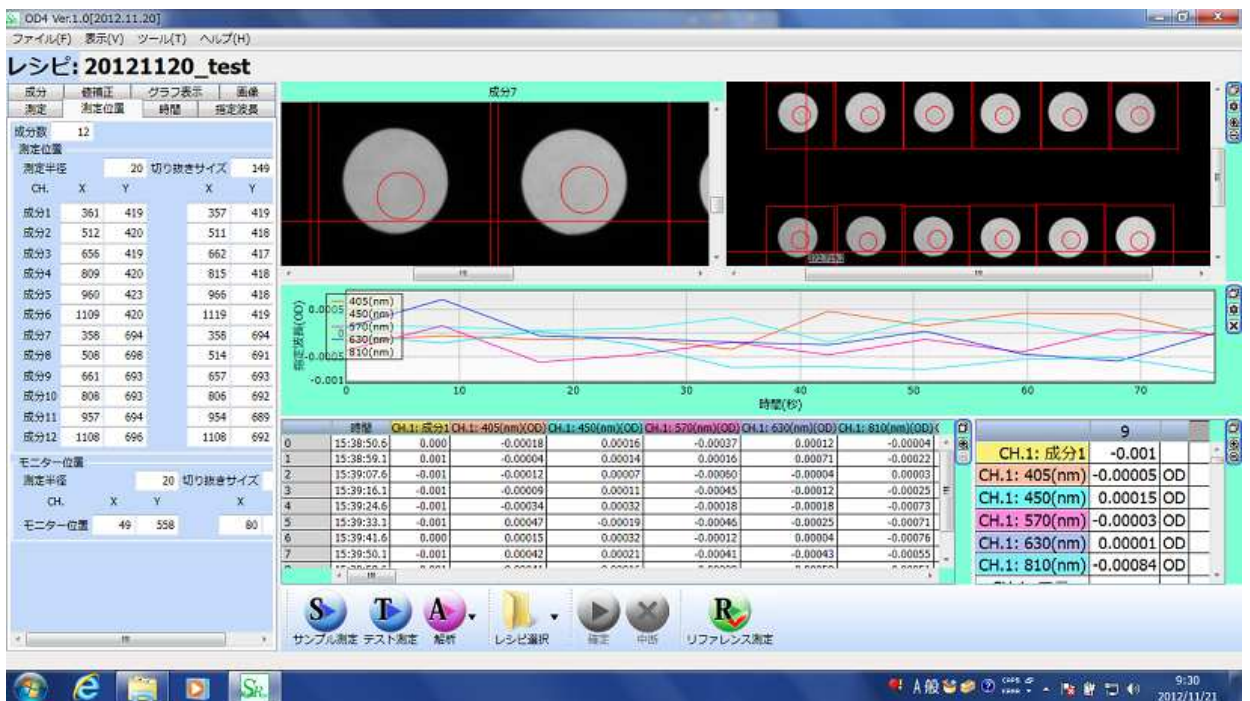 OD4 Ver.1.0[2012.11.20]
ファイル(F) 表示(V) ツール(T) ヘルプ(H)
レシピ: 20121120_test
成分 値補正 グラフ表示 画像
測定 測定位置 時間 指定波長
成分数 12
測定位置
測定半径 20 切り抜きサイズ 149
CH. X Y X Y
成分1 361 419 357 419
成分2 512 420 511 418
成分3 656 419 662 417
成分4 809 420 815 418
成分5 960 423 966 418
成分6 1109 420 1119 419
成分7 358 694 358 694
成分8 508 698 514 691
成分9 661 693 657 693
成分10 808 693 806 692
成分11 957 694 954 689
成分12 1108 696 1108 692
モニター位置
測定半径 20 切り抜きサイズ
CH. X Y X
モニター位置 49 558 80
成分7
指定波長(OD)
0.0005
0
-0.0005
-0.001
405(nm)
450(nm)
570(nm)
630(nm)
810(nm)
0 10 20 30 40 50 60 70
時間(秒)
時間 CH.1: 成分1 CH.1: 405(nm)(OD) CH.1: 450(nm)(OD) CH.1: 570(nm)(OD) CH.1: 630(nm)(OD) CH.1: 810(nm)(OD)
0 15:38:50.6 0.000 -0.00018 0.00016 -0.00037 0.00012 -0.00004
1 15:38:59.1 0.001 -0.00004 0.00014 0.00016 0.00071 -0.00022
2 15:39:07.6 -0.001 -0.00012 0.00007 -0.00060 -0.00004 0.00003
3 15:39:16.1 -0.001 -0.00009 0.00011 -0.00045 -0.00012 -0.00025
4 15:39:24.6 -0.001 -0.00034 0.00032 -0.00018 -0.00018 -0.00073
5 15:39:33.1 -0.001 0.00047 -0.00019 -0.00046 -0.00025 -0.00071
6 15:39:41.6 0.000 0.00015 0.00032 -0.00012 0.00004 -0.00076
7 15:39:50.1 -0.001 0.00042 0.00021 -0.00041 -0.00043 -0.00055
9
CH.1: 成分1 -0.001
CH.1: 405(nm) -0.00005 OD
CH.1: 450(nm) 0.00015 OD
CH.1: 570(nm) -0.00003 OD
CH.1: 630(nm) 0.00001 OD
CH.1: 810(nm) -0.00084 OD
S T A R
サンプル測定 テスト測定 解析 レシピ選択 確定 中断 リファレンス測定
A 般
CAPS
KANA
9:30
2012/11/21